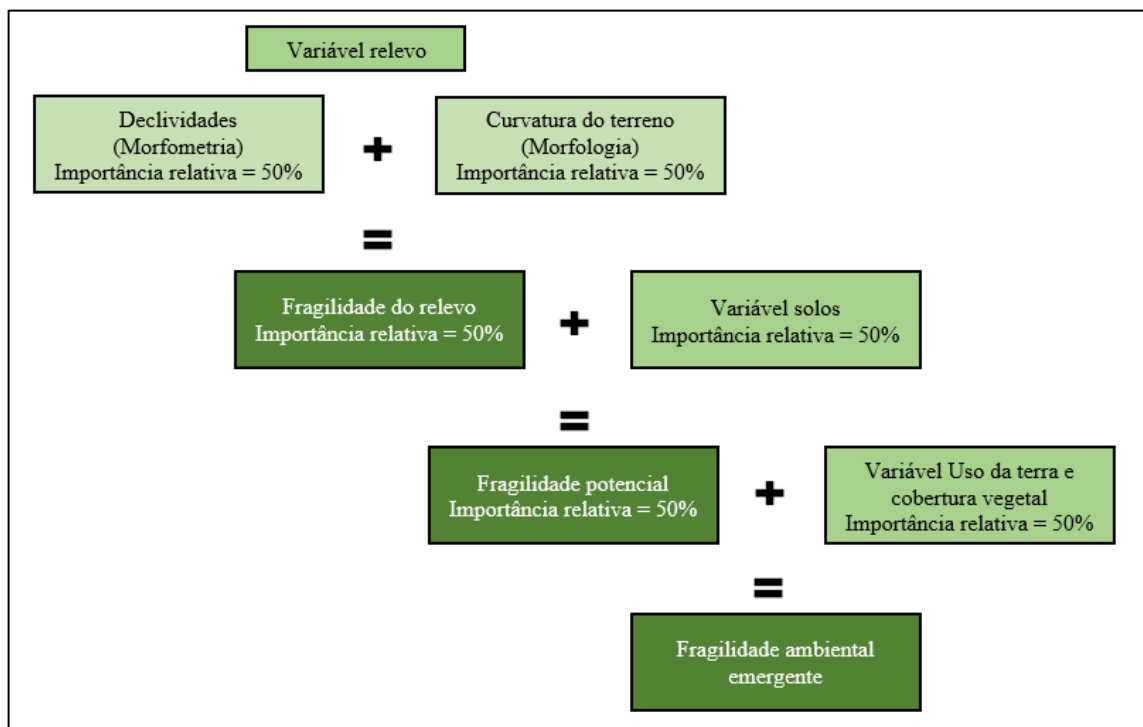 Variável relevo
Declividades
(Morfometria)
Importância relativa = 50%
+
Curvatura do terreno
(Morfologia)
Importância relativa = 50%
=
Fragilidade do relevo
Importância relativa = 50%
+
Variável solos
Importância relativa = 50%
=
Fragilidade potencial
Importância relativa = 50%
+
Variável Uso da terra e
cobertura vegetal
Importância relativa = 50%
=
Fragilidade ambiental
emergente